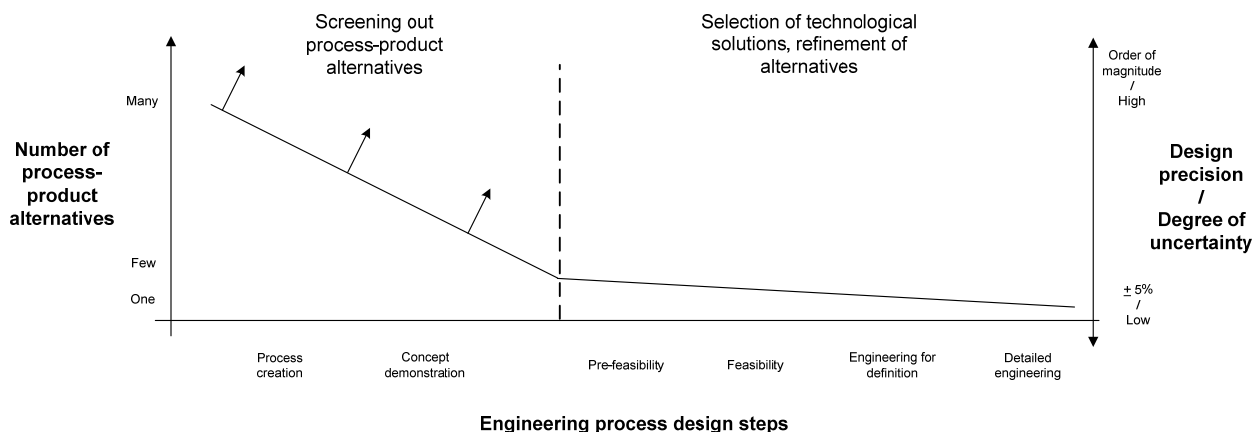 Screening out
process-product
alternatives
Selection of technological
solutions, refinement of
alternatives
Number of
process-
product
alternatives
Many
Few
One
Order of
magnitude
/
High
± 5%
/
Low
Design
precision
/
Degree of
uncertainty
Process
creation
Concept
demonstration
Pre-feasibility
Feasibility
Engineering for
definition
Detailed
engineering
Engineering process design steps